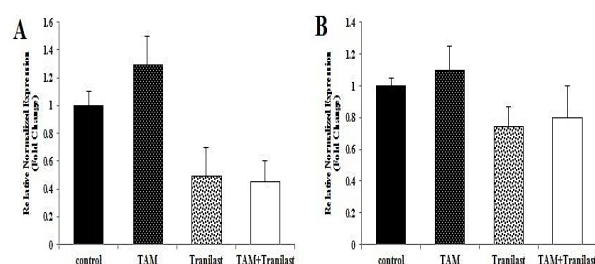 A
Relative Normalized Expression
(Fold Change)
1.6
1.4
1.2
1
0.8
0.6
0.4
0.2
0
control
TAM
Tranilast
TAM+Tranilast
B
Relative Normalized Expression
(Fold Change)
1.4
1.2
1
0.8
0.6
0.4
0.2
0
control
TAM
Tranilast
TAM+Tranilast